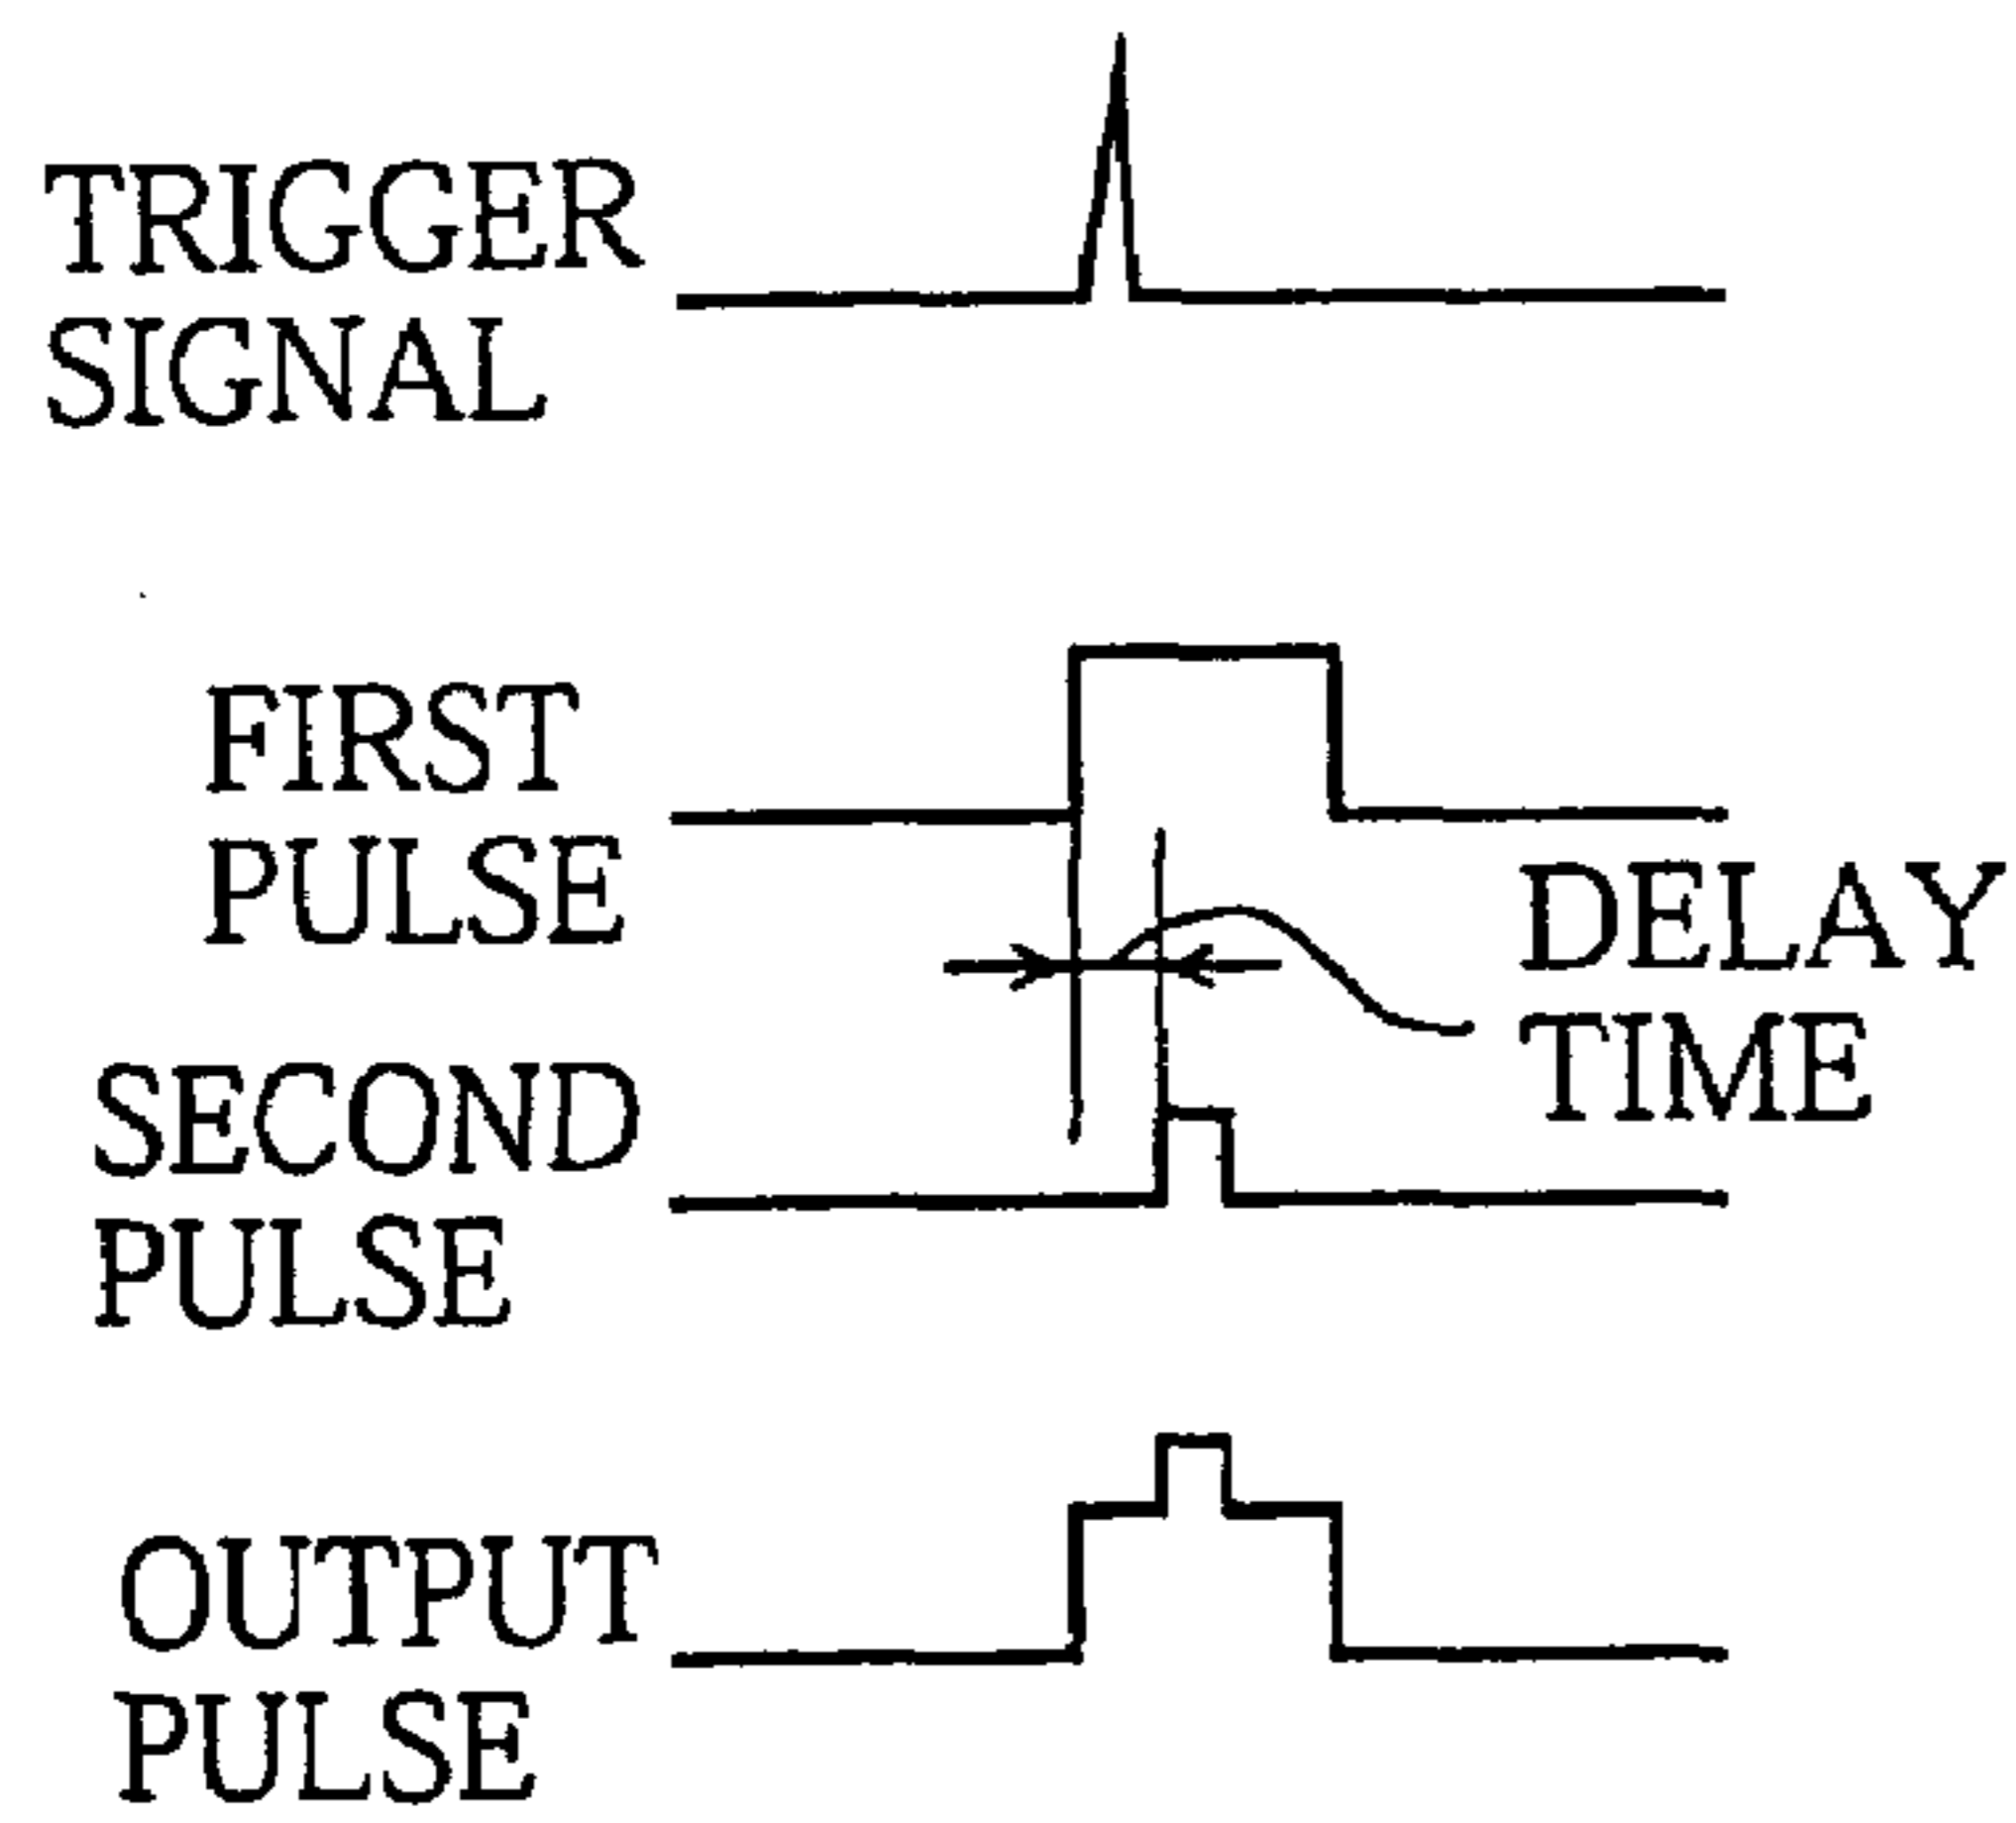 TRIGGER
SIGNAL
FIRST
PULSE
DELAY
TIME
SECOND
PULSE
OUTPUT
PULSE